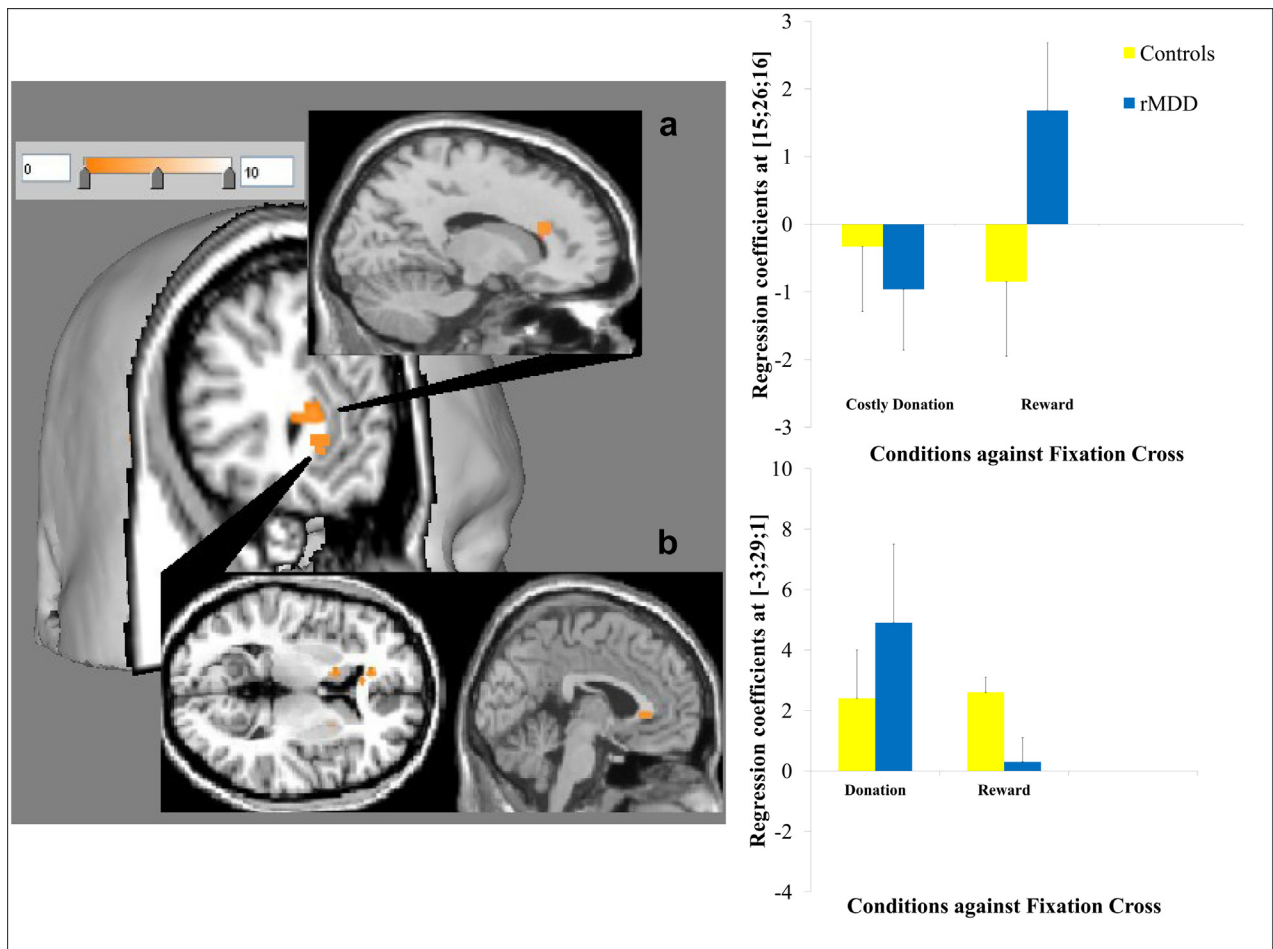 0
10
a
b
Regression coefficients at [15;26;16]
3
2
1
0
-1
-2
-3
Controls
rMDD
Costly Donation
Reward
Conditions against Fixation Cross
Regression coefficients at [-3;29;1]
10
8
6
4
2
0
-2
-4
Donation
Reward
Conditions against Fixation Cross